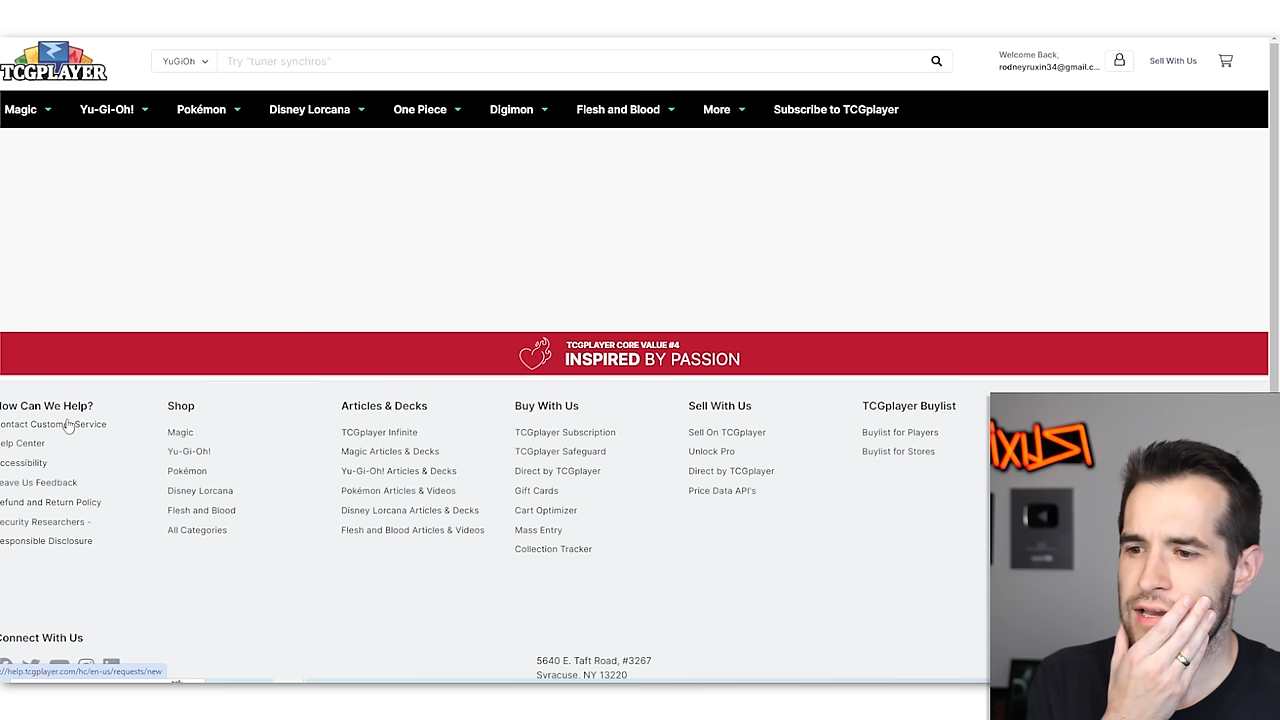 TCGPLAYER
YuGiOh
Try "tuner synchros"
Welcome Back,
rodneyruxin34@gmail.c...
Sell With Us
Magic
Yu-Gi-Oh!
Pokémon
Disney Lorcana
One Piece
Digimon
Flesh and Blood
More
Subscribe to TCGplayer
TCGPLAYER CORE VALUE #4
INSPIRED BY PASSION
How Can We Help?
ontact Customer Service
elp Center
ccessibility
eave Us Feedback
efund and Return Policy
ecurity Researchers -
esponsible Disclosure
Shop
Magic
Yu-Gi-Oh!
Pokémon
Disney Lorcana
Flesh and Blood
All Categories
Articles & Decks
TCGplayer Infinite
Magic Articles & Decks
Yu-Gi-Oh! Articles & Decks
Pokémon Articles & Videos
Disney Lorcana Articles & Decks
Flesh and Blood Articles & Videos
Buy With Us
TCGplayer Subscription
TCGplayer Safeguard
Direct by TCGplayer
Gift Cards
Cart Optimizer
Mass Entry
Collection Tracker
Sell With Us
Sell On TCGplayer
Unlock Pro
Direct by TCGplayer
Price Data API's
TCGplayer Buylist
Buylist for Players
Buylist for Stores
Connect With Us
5640 E. Taft Road, #3267
Syracuse, NY 13220
://help.tcgplayer.com/hc/en-us/requests/new